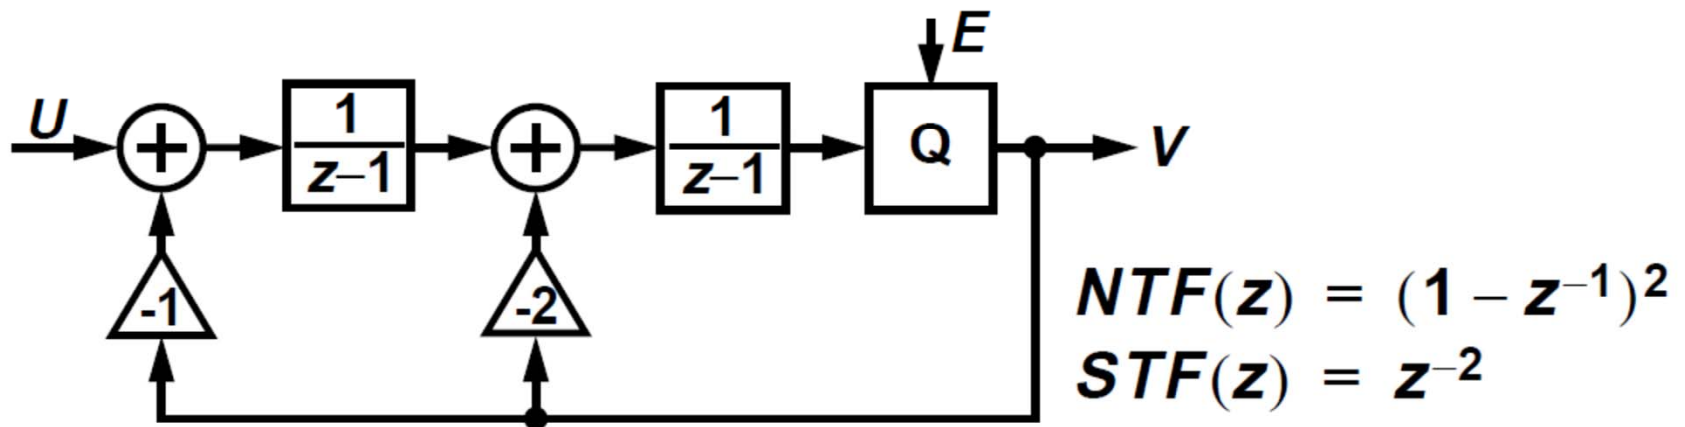 E
U
+
1
z–1
+
1
z–1
Q
V
-1
-2
NTF(z) = (1 – z⁻¹)²
STF(z) = z⁻²